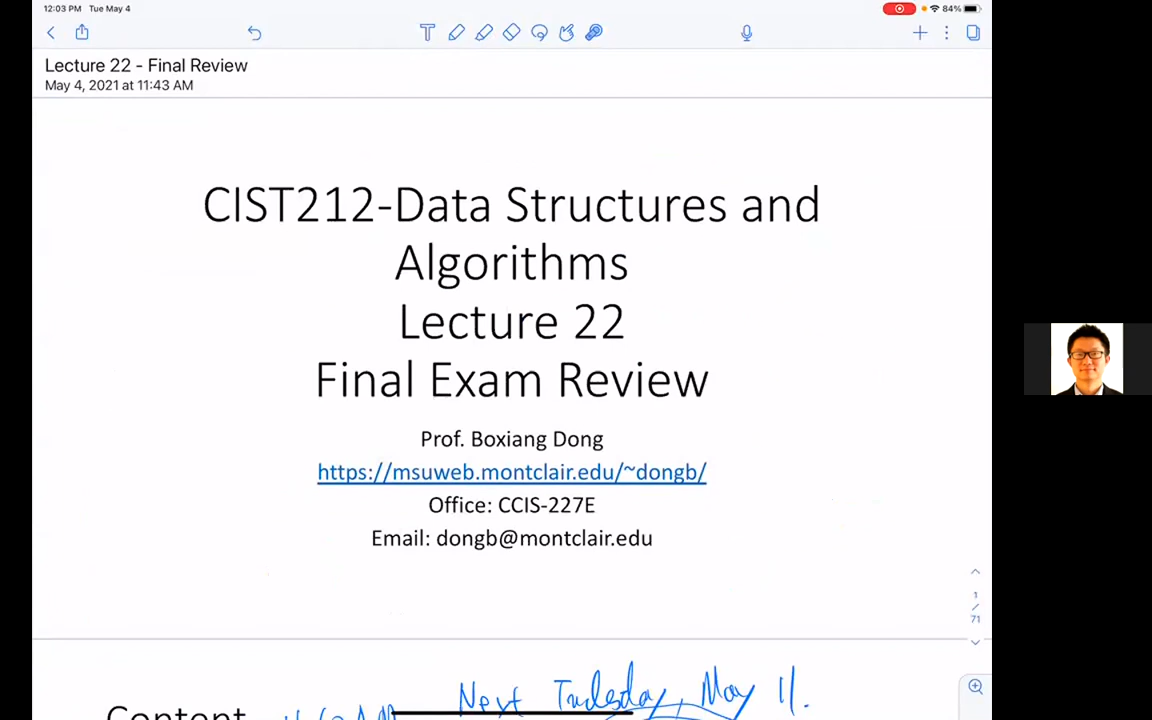 12:03 PM Tue May 4
84%
Lecture 22 - Final Review
May 4, 2021 at 11:43 AM
CIST212-Data Structures and
Algorithms
Lecture 22
Final Exam Review
Prof. Boxiang Dong
https://msuweb.montclair.edu/~dongb/
Office: CCIS-227E
Email: dongb@montclair.edu
1
/
71
Next Tuesday, May 11.
Content